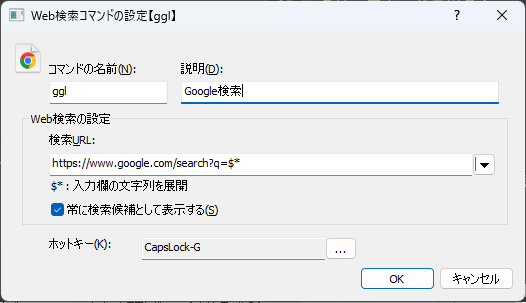 Web検索コマンドの設定【ggl】
コマンドの名前(N):
説明(D):
ggl
Google検索
Web検索の設定
検索URL:
https://www.google.com/search?q=$*
$* : 入力欄の文字列を展開
常に検索候補として表示する(S)
ホットキー(K):
CapsLock-G
...
OK
キャンセル